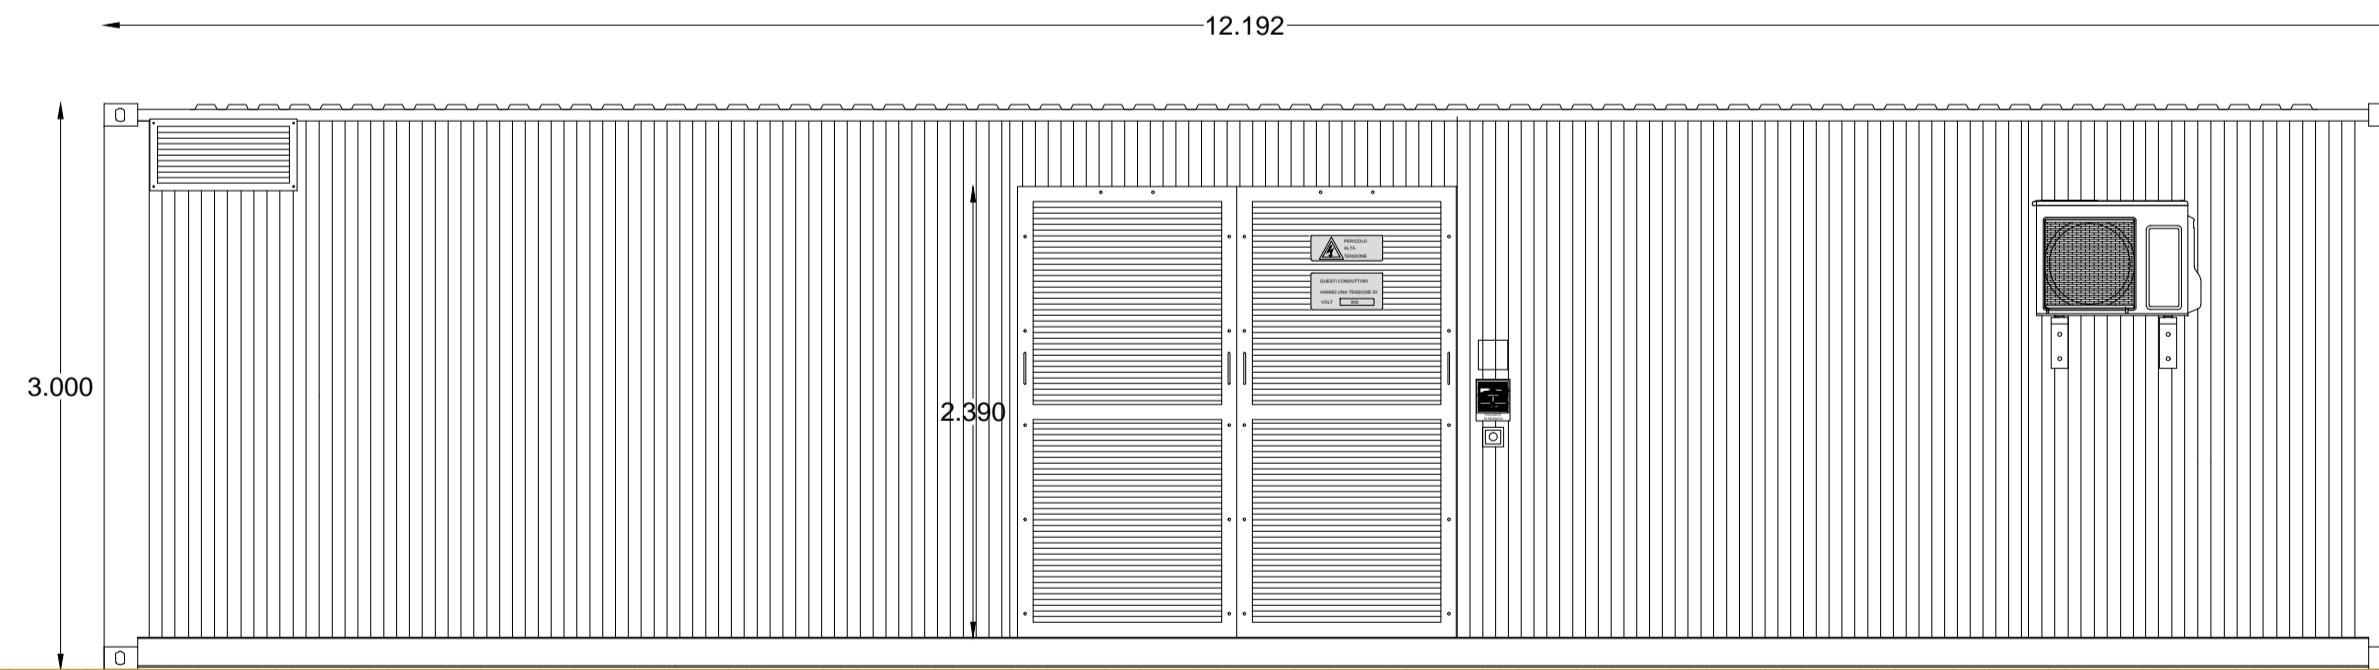 12.192
3.000
2.390
PERICOLO
ALTA
TENSIONE
QUESTI CONDUTTORI
HANNO UNA TENSIONE DI
VOLT